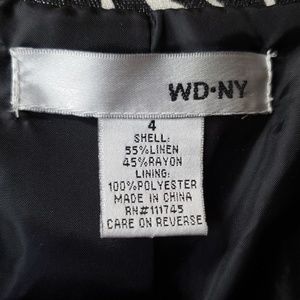 WD•NY
4
SHELL:
55%LINEN
45%RAYON
LINING:
100%POLYESTER
MADE IN CHINA
RN#111745
CARE ON REVERSE